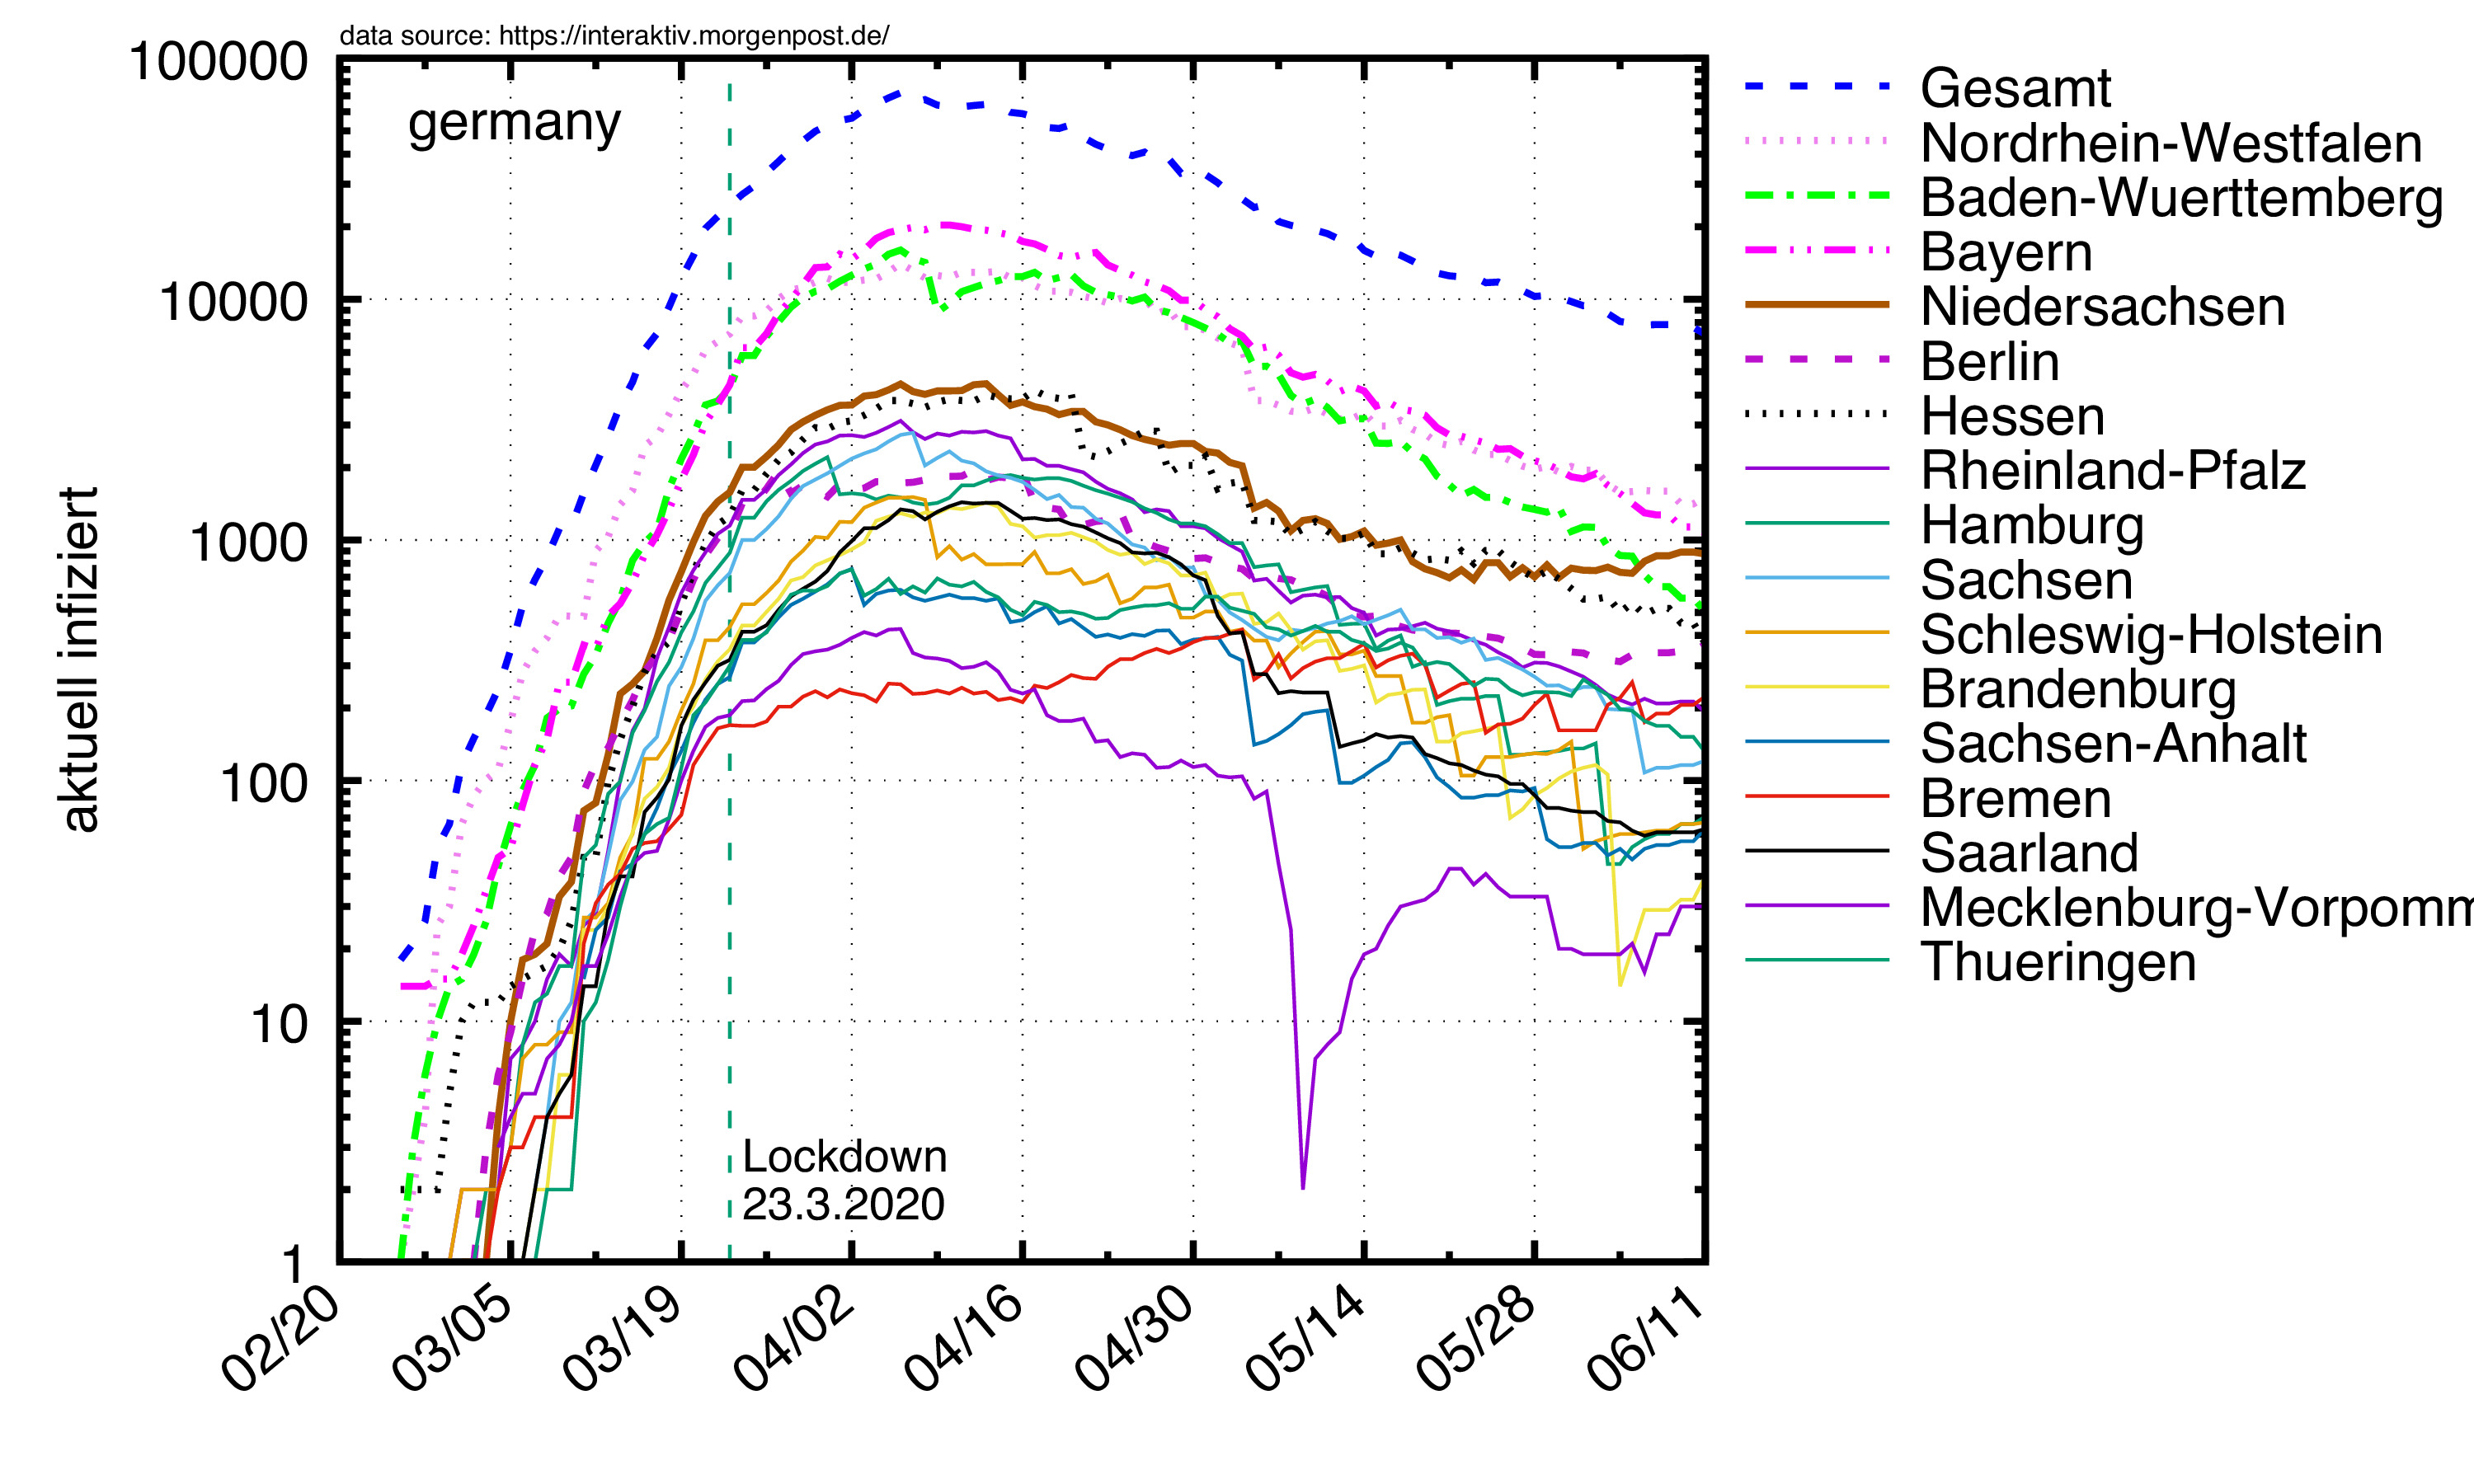 data source: https://interaktiv.morgenpost.de/
100000
10000
1000
100
10
1
aktuell infiziert
germany
Lockdown
23.3.2020
02/20
03/05
03/19
04/02
04/16
04/30
05/14
05/28
06/11
Gesamt
Nordrhein-Westfalen
Baden-Wuerttemberg
Bayern
Niedersachsen
Berlin
Hessen
Rheinland-Pfalz
Hamburg
Sachsen
Schleswig-Holstein
Brandenburg
Sachsen-Anhalt
Bremen
Saarland
Mecklenburg-Vorpomm
Thueringen